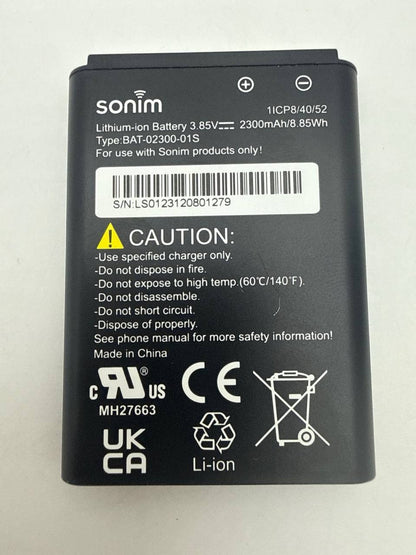 sonim
+ −
1ICP8/40/52
Lithium-ion Battery 3.85V⎓ 2300mAh/8.85Wh
Type:BAT-02300-01S
For use with Sonim products only!
S/N:LS0123120801279
CAUTION:
-Use specified charger only.
-Do not dispose in fire.
-Do not expose to high temp.(60℃/140℉).
-Do not disassemble.
-Do not short circuit.
-Dispose of properly.
See phone manual for more safety information!
Made in China
c RU® US
MH27663
CE
UK
CA
Li-ion